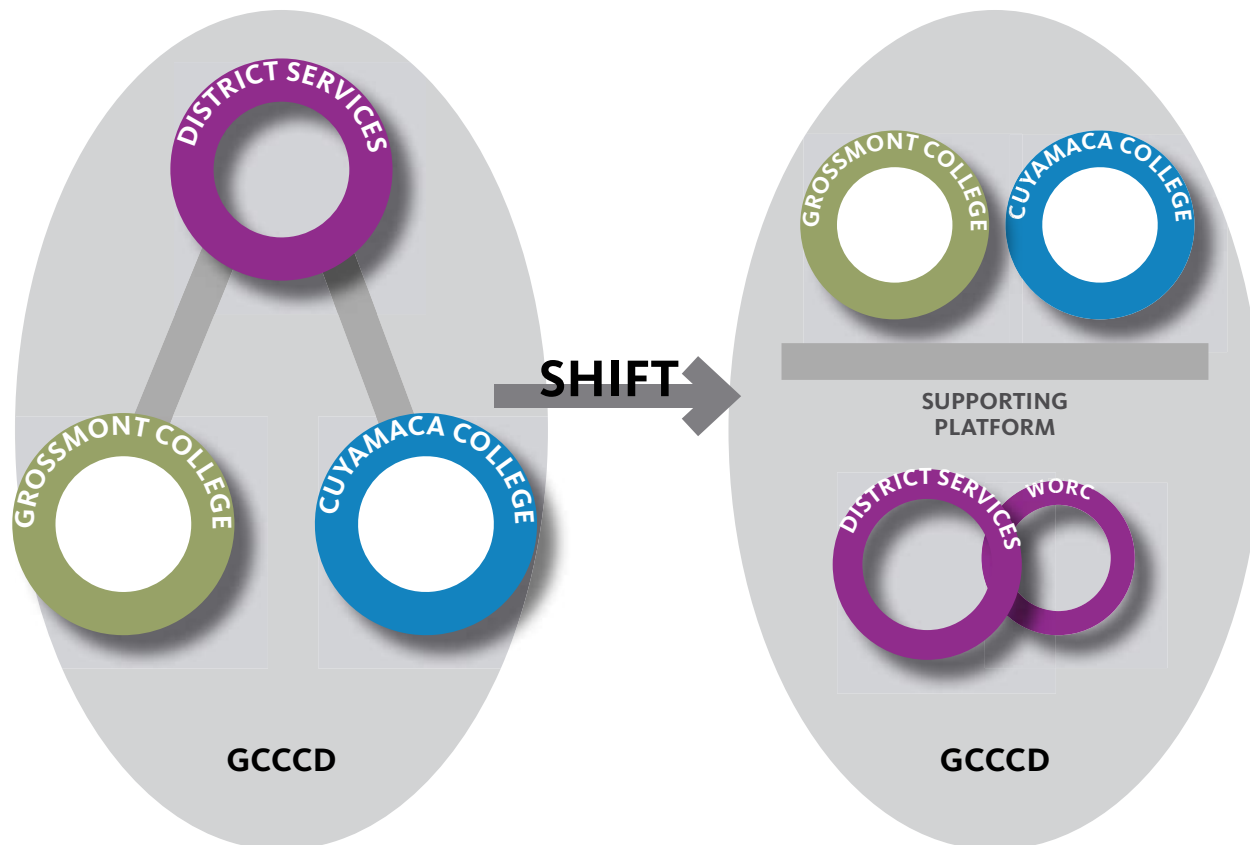 DISTRICT SERVICES
GROSSMONT COLLEGE
CUYAMACA COLLEGE
GCCCD
SHIFT
GROSSMONT COLLEGE
CUYAMACA COLLEGE
SUPPORTING
PLATFORM
DISTRICT SERVICES
WORC
GCCCD